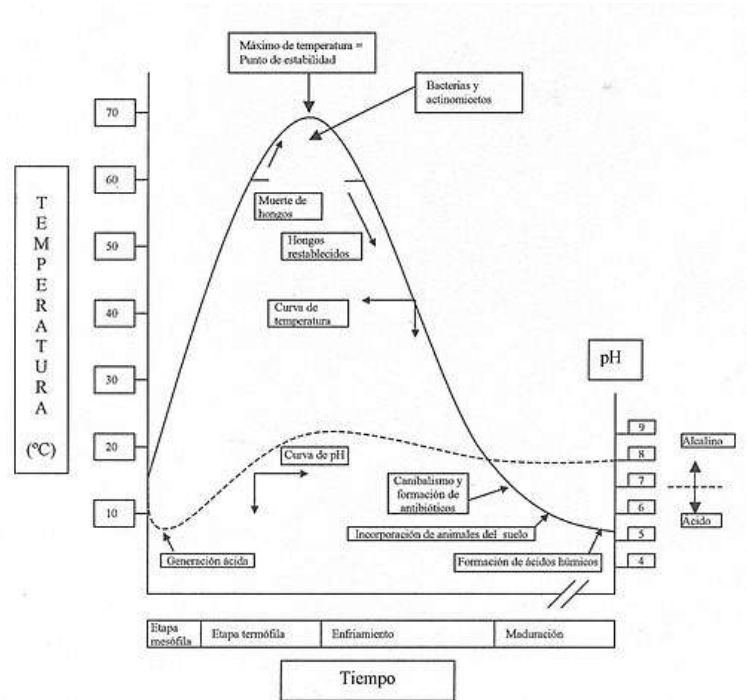 Máximo de temperatura =
Punto de estabilidad
Bacterias y
actinomicetos
70
60
50
40
30
20
10
TEMPERATURA
(ºC)
Muerte de
hongos
Hongos
restablecidos
Curva de
temperatura
pH
9
8
7
6
5
4
Alcalino
Acido
Curva de pH
Canibalismo y
formación de
antibióticos
Incorporación de animales del suelo
Generación ácida
Formación de ácidos húmicos
Etapa
mesófila
Etapa termófila
Enfriamiento
Maduración
Tiempo